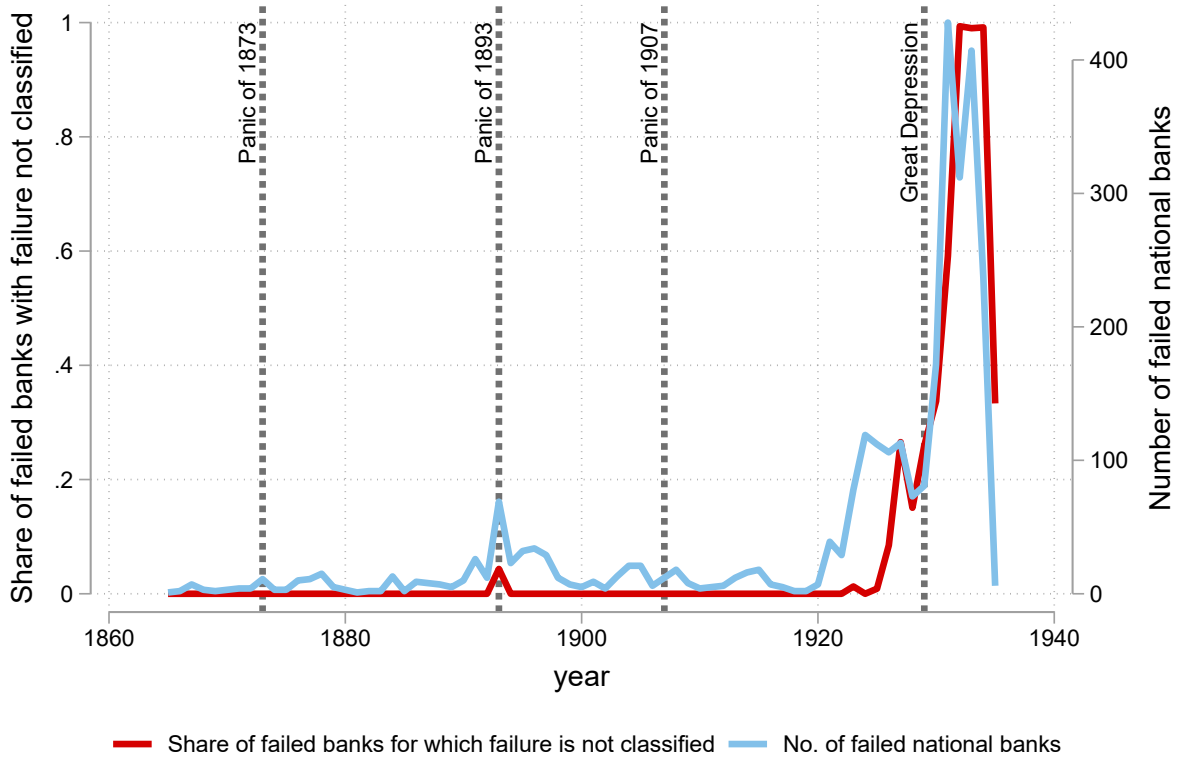 Share of failed banks with failure not classified
1
.8
.6
.4
.2
0
Panic of 1873
Panic of 1893
Panic of 1907
Great Depression
400
300
200
100
0
Number of failed national banks
1860
1880
1900
1920
1940
year
Share of failed banks for which failure is not classified
No. of failed national banks